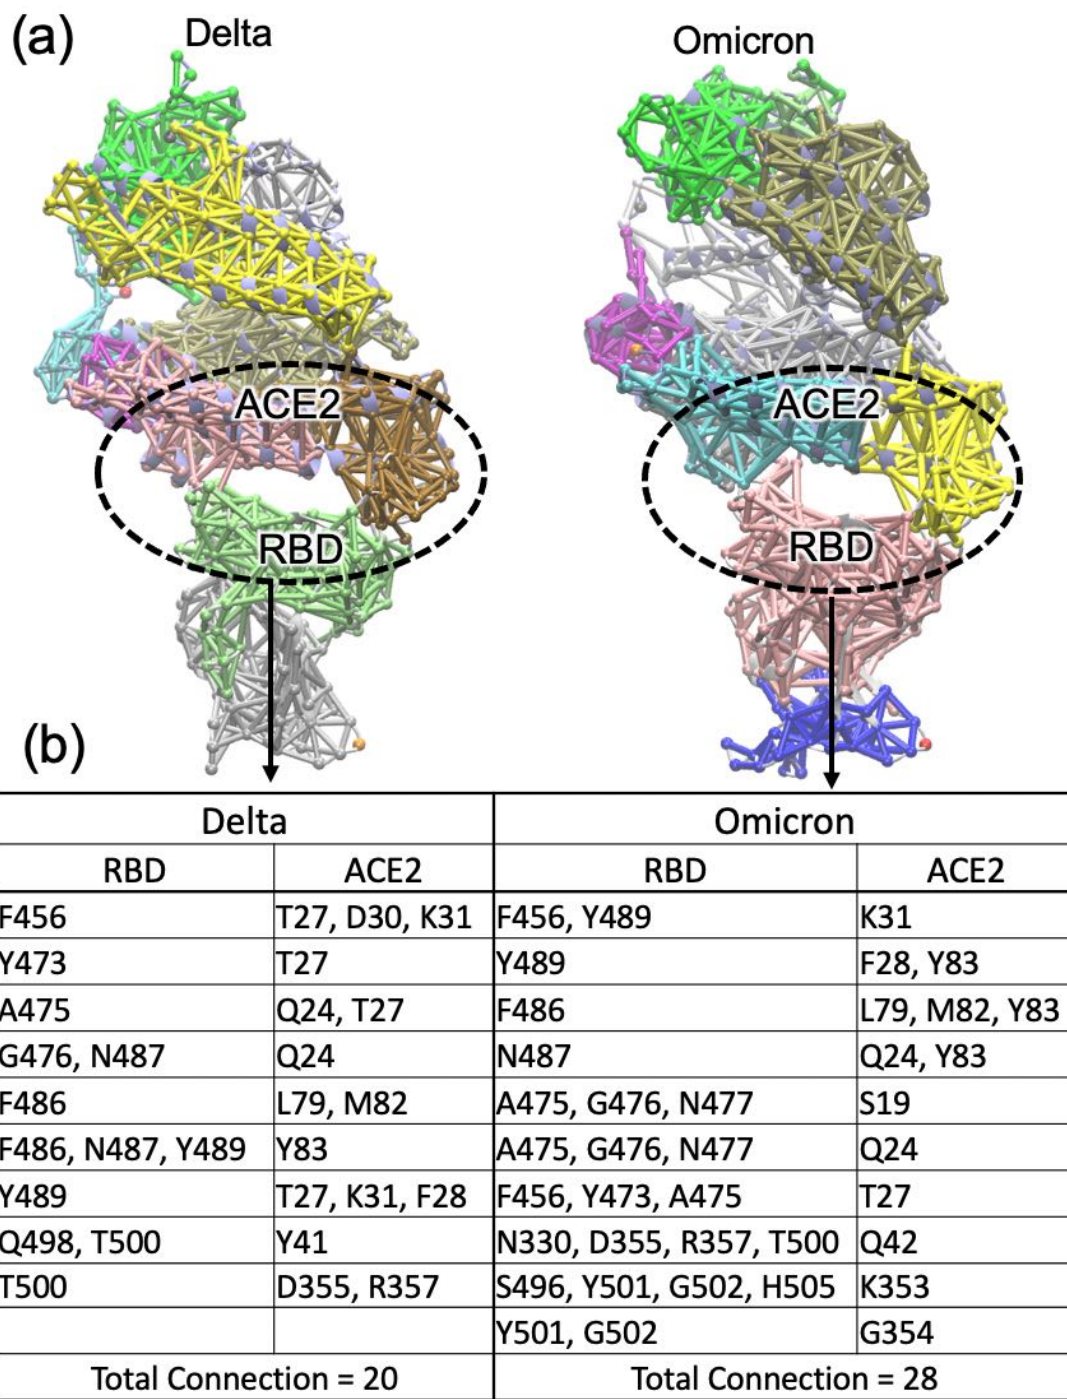 (a)
Delta
Omicron
ACE2
ACE2
RBD
RBD
(b)
Delta Omicron
RBD ACE2 RBD ACE2
F456 T27, D30, K31 F456, Y489 K31
Y473 T27 Y489 F28, Y83
A475 Q24, T27 F486 L79, M82, Y83
G476, N487 Q24 N487 Q24, Y83
F486 L79, M82 A475, G476, N477 S19
F486, N487, Y489 Y83 A475, G476, N477 Q24
Y489 T27, K31, F28 F456, Y473, A475 T27
Q498, T500 Y41 N330, D355, R357, T500 Q42
T500 D355, R357 S496, Y501, G502, H505 K353
Y501, G502 G354
Total Connection = 20 Total Connection = 28